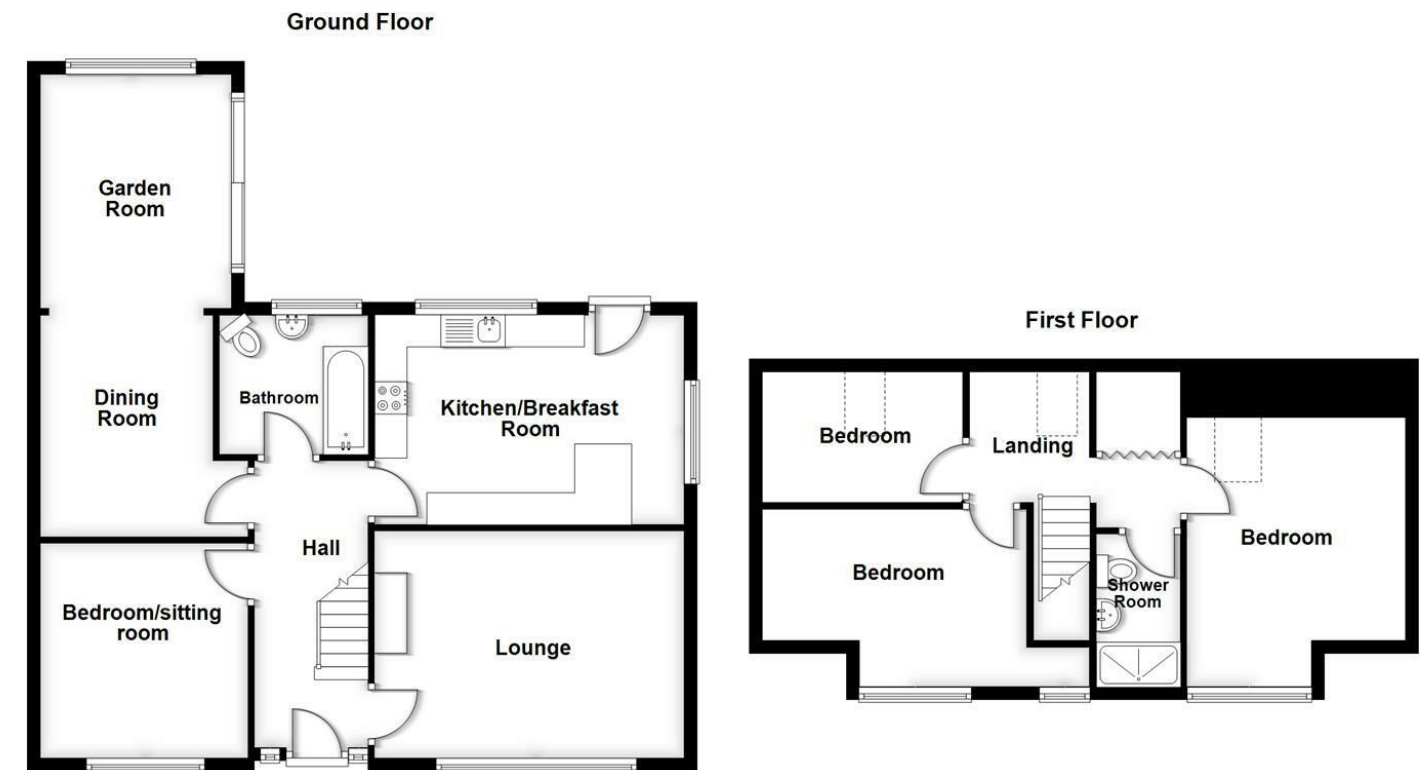 Ground Floor
Garden
Room
Dining
Room
Bathroom
Kitchen/Breakfast
Room
Hall
Bedroom/sitting
room
Lounge
First Floor
Bedroom
Landing
Bedroom
Bedroom
Shower
Room